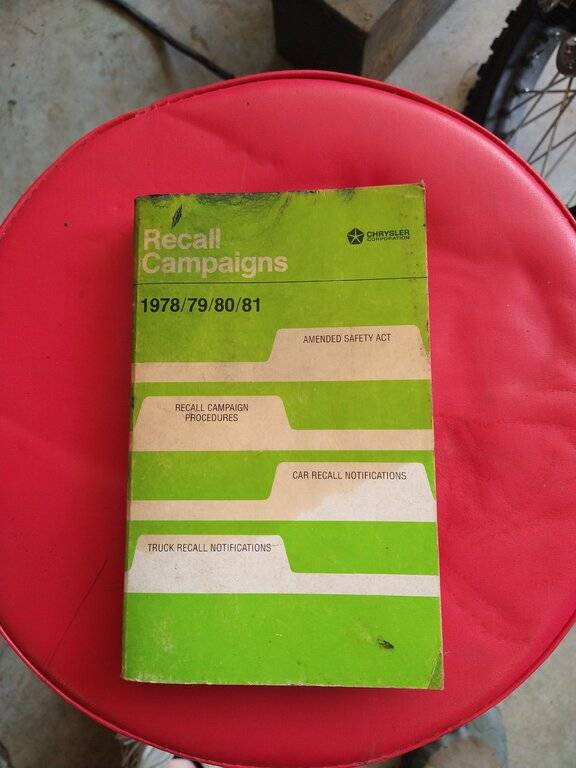 Recall
Campaigns
CHRYSLER
CORPORATION
1978/79/80/81
AMENDED SAFETY ACT
RECALL CAMPAIGN
PROCEDURES
CAR RECALL NOTIFICATIONS
TRUCK RECALL NOTIFICATIONS